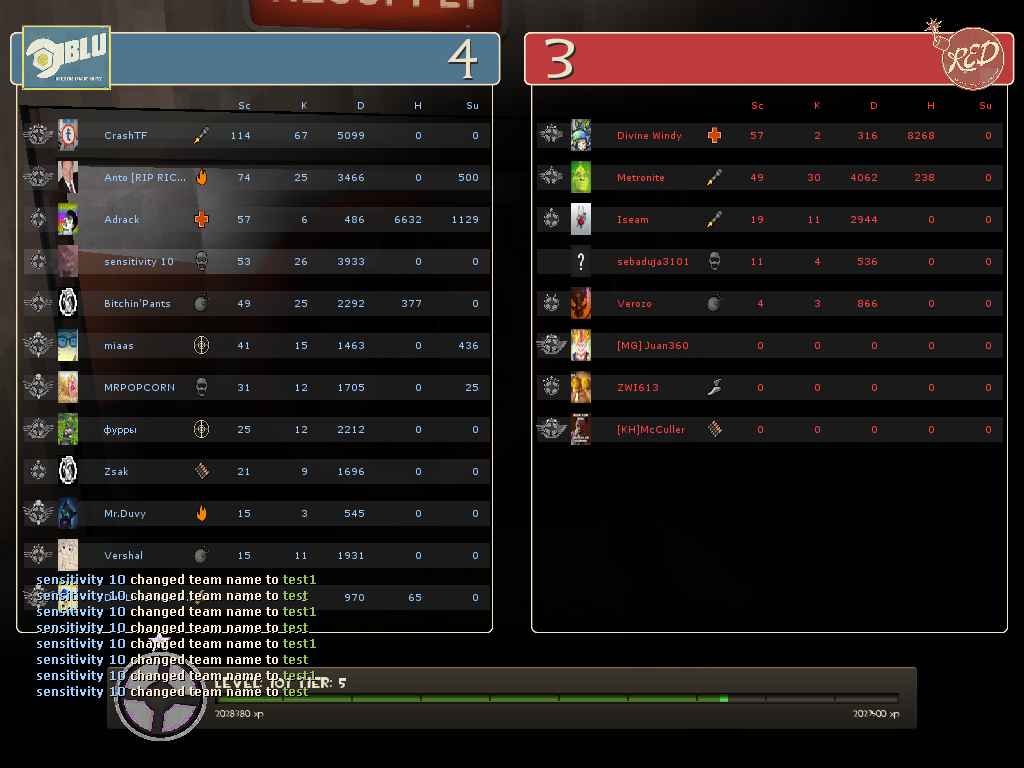 BLU
4
3
RED
Sc K D H Su
CrashTF 114 67 5099 0 0
Anto [RIP RIC... 74 25 3466 0 500
Adrack 57 6 486 6632 1129
sensitivity 10 53 26 3933 0 0
Bitchin'Pants 49 25 2292 377 0
miaas 41 15 1463 0 436
MRPOPCORN 31 12 1705 0 25
фурры 25 12 2212 0 0
Zsak 21 9 1696 0 0
Mr.Duvy 15 3 545 0 0
Vershal 15 11 1931 0 0
970 65 0
Sc K D H Su
Divine Windy 57 2 316 8268 0
Metronite 49 30 4062 238 0
Iseam 19 11 2944 0 0
? sebaduja3101 11 4 536 0 0
Verozo 4 3 866 0 0
[MG] Juan360 0 0 0 0 0
ZWI613 0 0 0 0 0
[KH]McCuller 0 0 0 0 0
sensitivity 10 changed team name to test1
sensitivity 10 changed team name to test
sensitivity 10 changed team name to test1
sensitivity 10 changed team name to test
sensitivity 10 changed team name to test1
sensitivity 10 changed team name to test
sensitivity 10 changed team name to test1
sensitivity 10 changed team name to test
LEVEL: 101 TIER: 5
xp
xp